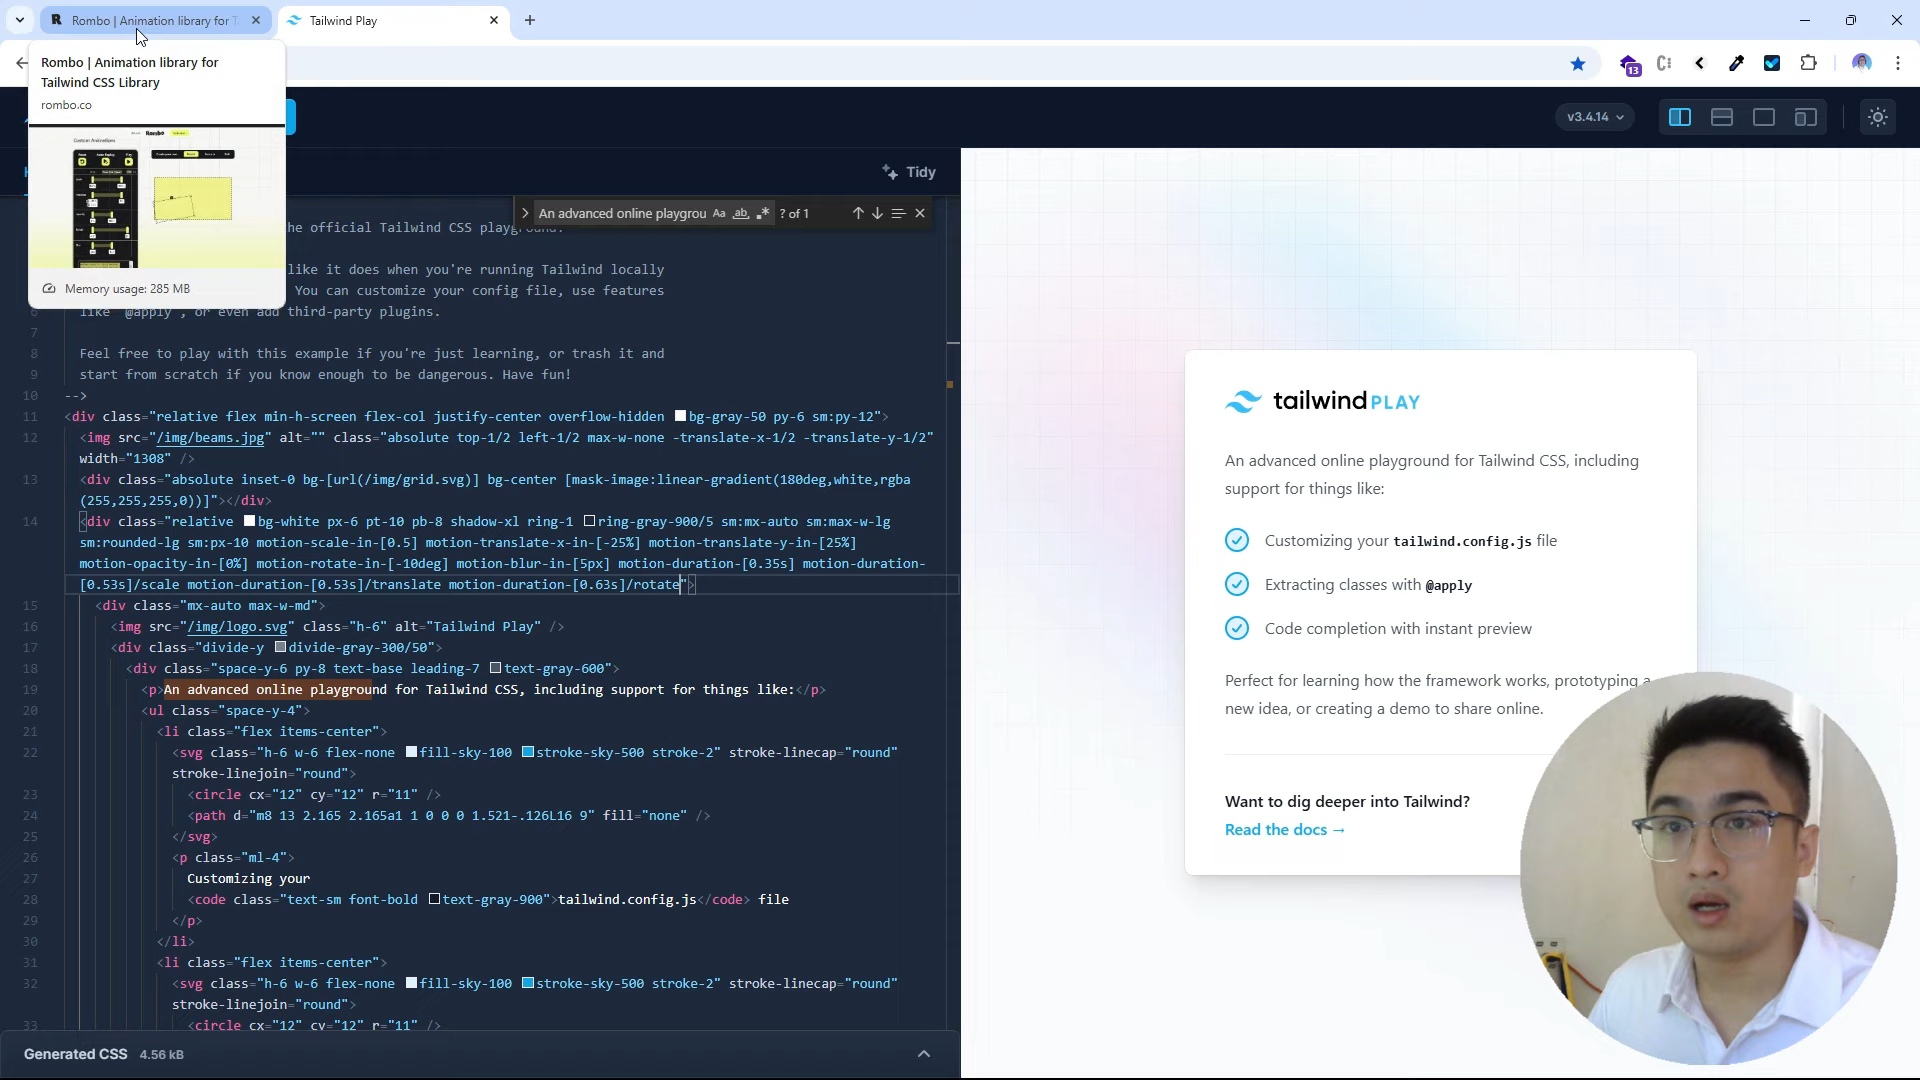 Rombo | Animation library for T
Tailwind Play
Rombo | Animation library for
Tailwind CSS Library
rombo.co
Memory usage: 285 MB
13
v3.4.14
Tidy
An advanced online playgrou
Aa
ab
? of 1
he official Tailwind CSS playground.
like it does when you're running Tailwind locally
You can customize your config file, use features
6 like `@apply`, or even add third-party plugins.
7
8 Feel free to play with this example if you're just learning, or trash it and
9 start from scratch if you know enough to be dangerous. Have fun!
10 -->
11 <div class="relative flex min-h-screen flex-col justify-center overflow-hidden bg-gray-50 py-6 sm:py-12">
12 <img src="/img/beams.jpg" alt="" class="absolute top-1/2 left-1/2 max-w-none -translate-x-1/2 -translate-y-1/2"
width="1308" />
13 <div class="absolute inset-0 bg-[url(/img/grid.svg)] bg-center [mask-image:linear-gradient(180deg,white,rgba
(255,255,255,0))]"></div>
14 <div class="relative bg-white px-6 pt-10 pb-8 shadow-xl ring-1 ring-gray-900/5 sm:mx-auto sm:max-w-lg
sm:rounded-lg sm:px-10 motion-scale-in-[0.5] motion-translate-x-in-[-25%] motion-translate-y-in-[25%]
motion-opacity-in-[0%] motion-rotate-in-[-10deg] motion-blur-in-[5px] motion-duration-[0.35s] motion-duration-
[0.53s]/scale motion-duration-[0.53s]/translate motion-duration-[0.63s]/rotate">
15 <div class="mx-auto max-w-md">
16 <img src="/img/logo.svg" class="h-6" alt="Tailwind Play" />
17 <div class="divide-y divide-gray-300/50">
18 <div class="space-y-6 py-8 text-base leading-7 text-gray-600">
19 <p>An advanced online playground for Tailwind CSS, including support for things like:</p>
20 <ul class="space-y-4">
21 <li class="flex items-center">
22 <svg class="h-6 w-6 flex-none fill-sky-100 stroke-sky-500 stroke-2" stroke-linecap="round"
stroke-linejoin="round">
23 <circle cx="12" cy="12" r="11" />
24 <path d="m8 13 2.165 2.165a1 1 0 0 0 1.521-.126L16 9" fill="none" />
25 </svg>
26 <p class="ml-4">
27 Customizing your
28 <code class="text-sm font-bold text-gray-900">tailwind.config.js</code> file
29 </p>
30 </li>
31 <li class="flex items-center">
32 <svg class="h-6 w-6 flex-none fill-sky-100 stroke-sky-500 stroke-2" stroke-linecap="round"
stroke-linejoin="round">
33 <circle cx="12" cy="12" r="11" />
Generated CSS 4.56 kB
tailwind PLAY
An advanced online playground for Tailwind CSS, including
support for things like:
Customizing your tailwind.config.js file
Extracting classes with @apply
Code completion with instant preview
Perfect for learning how the framework works, prototyping a
new idea, or creating a demo to share online.
Want to dig deeper into Tailwind?
Read the docs →